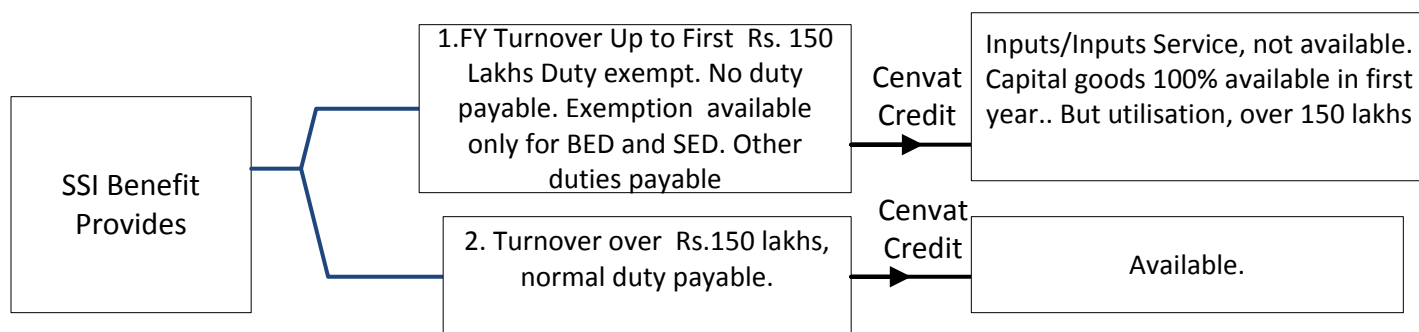 SSI Benefit
Provides
1.FY Turnover Up to First Rs. 150
Lakhs Duty exempt. No duty
payable. Exemption available
only for BED and SED. Other
duties payable
Cenvat
Credit
Inputs/Inputs Service, not available.
Capital goods 100% available in first
year.. But utilisation, over 150 lakhs
2. Turnover over Rs.150 lakhs,
normal duty payable.
Cenvat
Credit
Available.